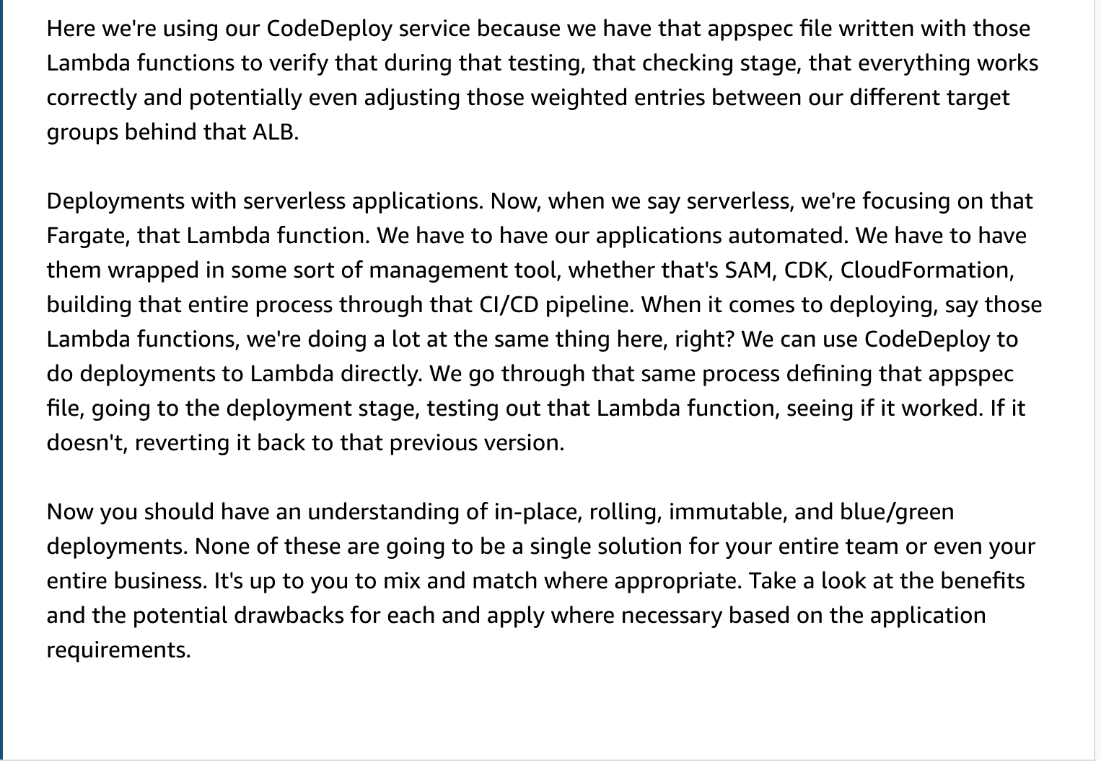 Here we're using our CodeDeploy service because we have that appspec file written with those
Lambda functions to verify that during that testing, that checking stage, that everything works
correctly and potentially even adjusting those weighted entries between our different target
groups behind that ALB.
Deployments with serverless applications. Now, when we say serverless, we're focusing on that
Fargate, that Lambda function. We have to have our applications automated. We have to have
them wrapped in some sort of management tool, whether that's SAM, CDK, CloudFormation,
building that entire process through that CI/CD pipeline. When it comes to deploying, say those
Lambda functions, we're doing a lot at the same thing here, right? We can use CodeDeploy to
do deployments to Lambda directly. We go through that same process defining that appspec
file, going to the deployment stage, testing out that Lambda function, seeing if it worked. If it
doesn't, reverting it back to that previous version.
Now you should have an understanding of in-place, rolling, immutable, and blue/green
deployments. None of these are going to be a single solution for your entire team or even your
entire business. It's up to you to mix and match where appropriate. Take a look at the benefits
and the potential drawbacks for each and apply where necessary based on the application
requirements.